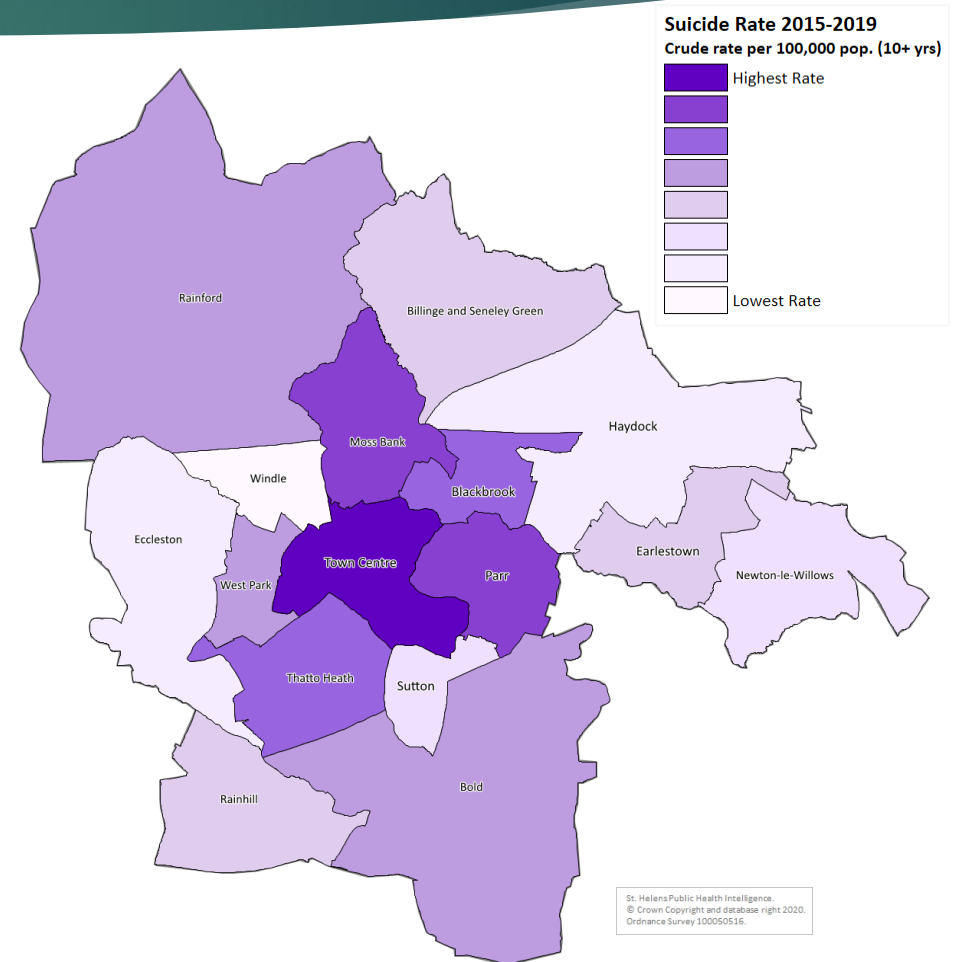 Suicide Rate 2015-2019
Crude rate per 100,000 pop. (10+ yrs)
Highest Rate
Lowest Rate
Rainford
Billinge and Seneley Green
Haydock
Moss Bank
Windle
Blackbrook
Eccleston
Town Centre
Earlestown
Parr
Newton-le-Willows
West Park
Thatto Heath
Sutton
Bold
Rainhill
St. Helens Public Health Intelligence.
© Crown Copyright and database right 2020.
Ordnance Survey 100050516.